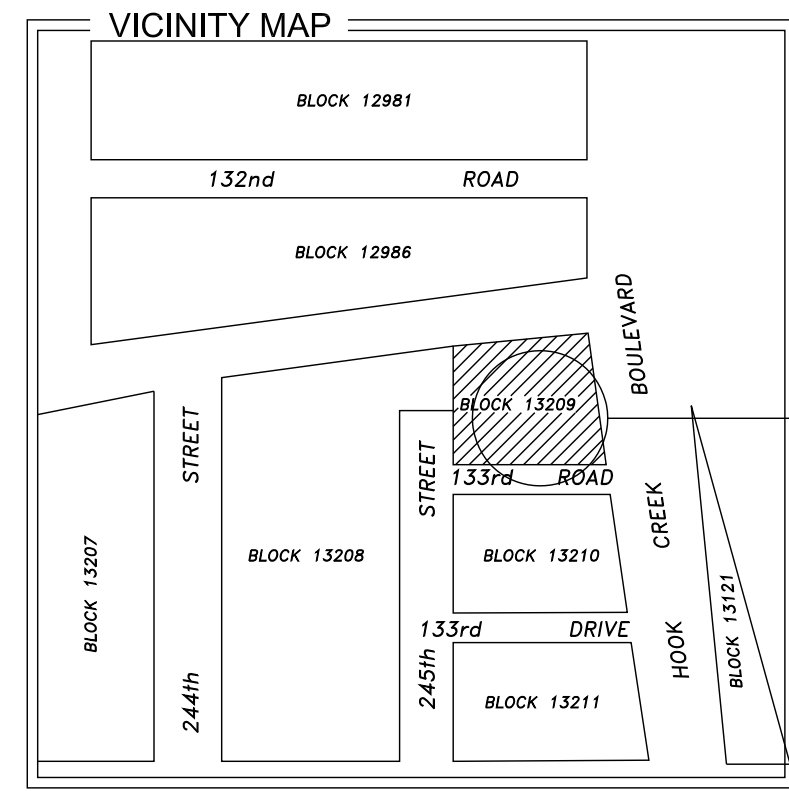 VICINITY MAP
BLOCK 12981
132nd ROAD
BLOCK 12986
BOULEVARD
BLOCK 13209
STREET
STREET
133rd ROAD
CREEK
BLOCK 13207
BLOCK 13208
BLOCK 13210
BLOCK 13121
133rd DRIVE
HOOK
244th
245th
BLOCK 13211